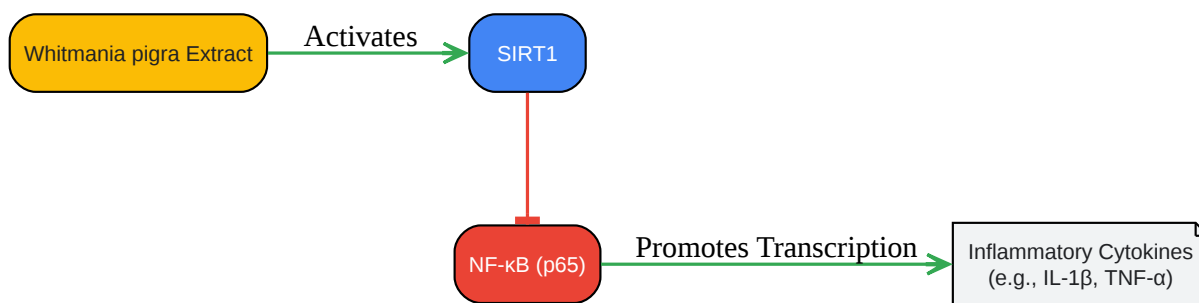 Whitmania pigra Extract
Activates
SIRT1
NF-κB (p65)
Promotes Transcription
Inflammatory Cytokines
(e.g., IL-1β, TNF-α)